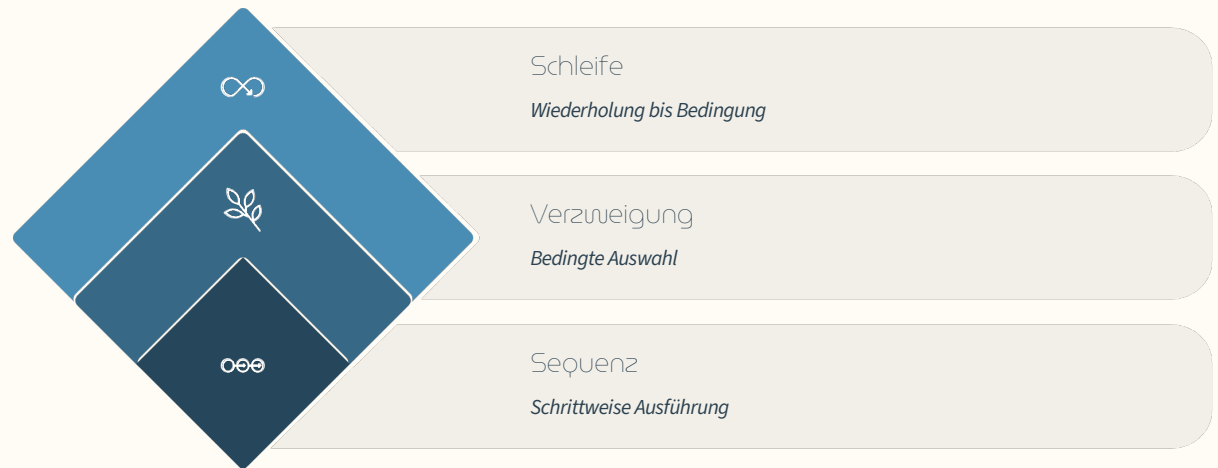 Schleife
Wiederholung bis Bedingung
Verzweigung
Bedingte Auswahl
Sequenz
Schrittweise Ausführung